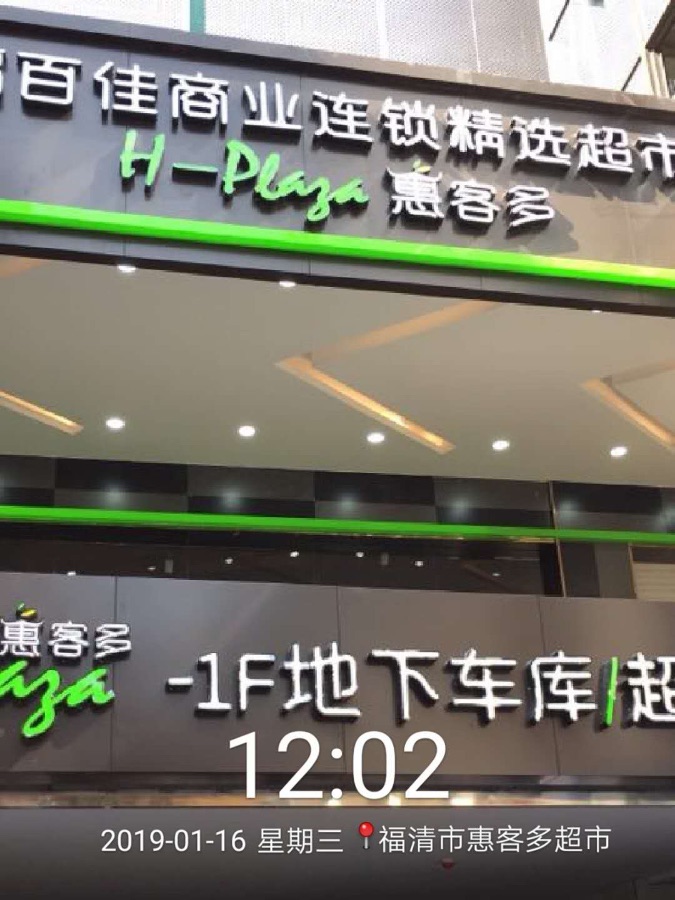 百佳商业连锁精选超市
H-Plaza 惠客多
惠客多
aza
-1F地下车库/超
12:02
2019-01-16 星期三 福清市惠客多超市